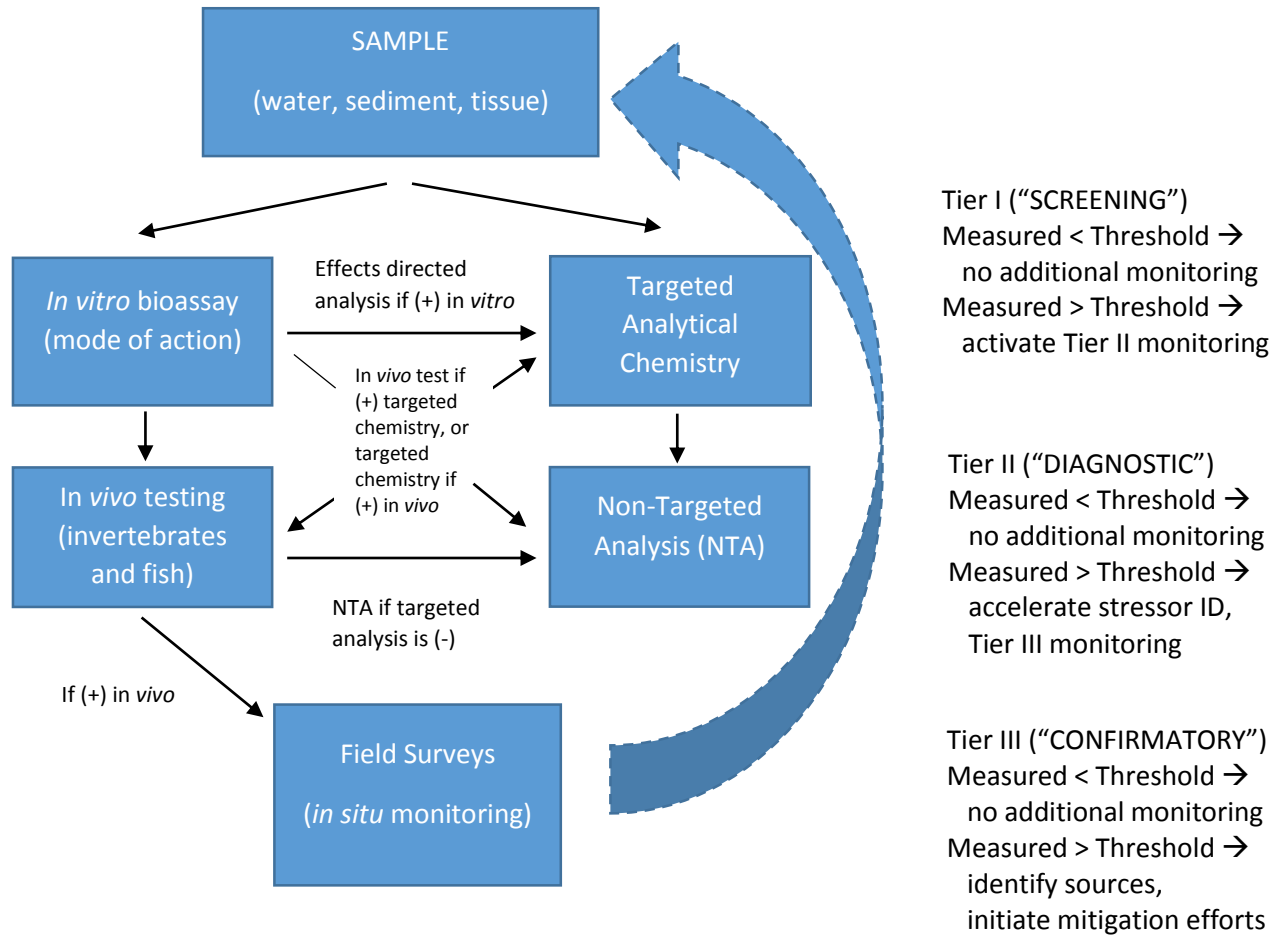 SAMPLE
(water, sediment, tissue)
In vitro bioassay
(mode of action)
Effects directed
analysis if (+) in vitro
Targeted
Analytical
Chemistry
In vivo test if
(+) targeted
chemistry, or
targeted
chemistry if
(+) in vivo
In vivo testing
(invertebrates
and fish)
Non-Targeted
Analysis (NTA)
NTA if targeted
analysis is (-)
If (+) in vivo
Field Surveys
(in situ monitoring)
Tier I (“SCREENING”)
Measured < Threshold →
no additional monitoring
Measured > Threshold →
activate Tier II monitoring
Tier II (“DIAGNOSTIC”)
Measured < Threshold →
no additional monitoring
Measured > Threshold →
accelerate stressor ID,
Tier III monitoring
Tier III (“CONFIRMATORY”)
Measured < Threshold →
no additional monitoring
Measured > Threshold →
identify sources,
initiate mitigation efforts